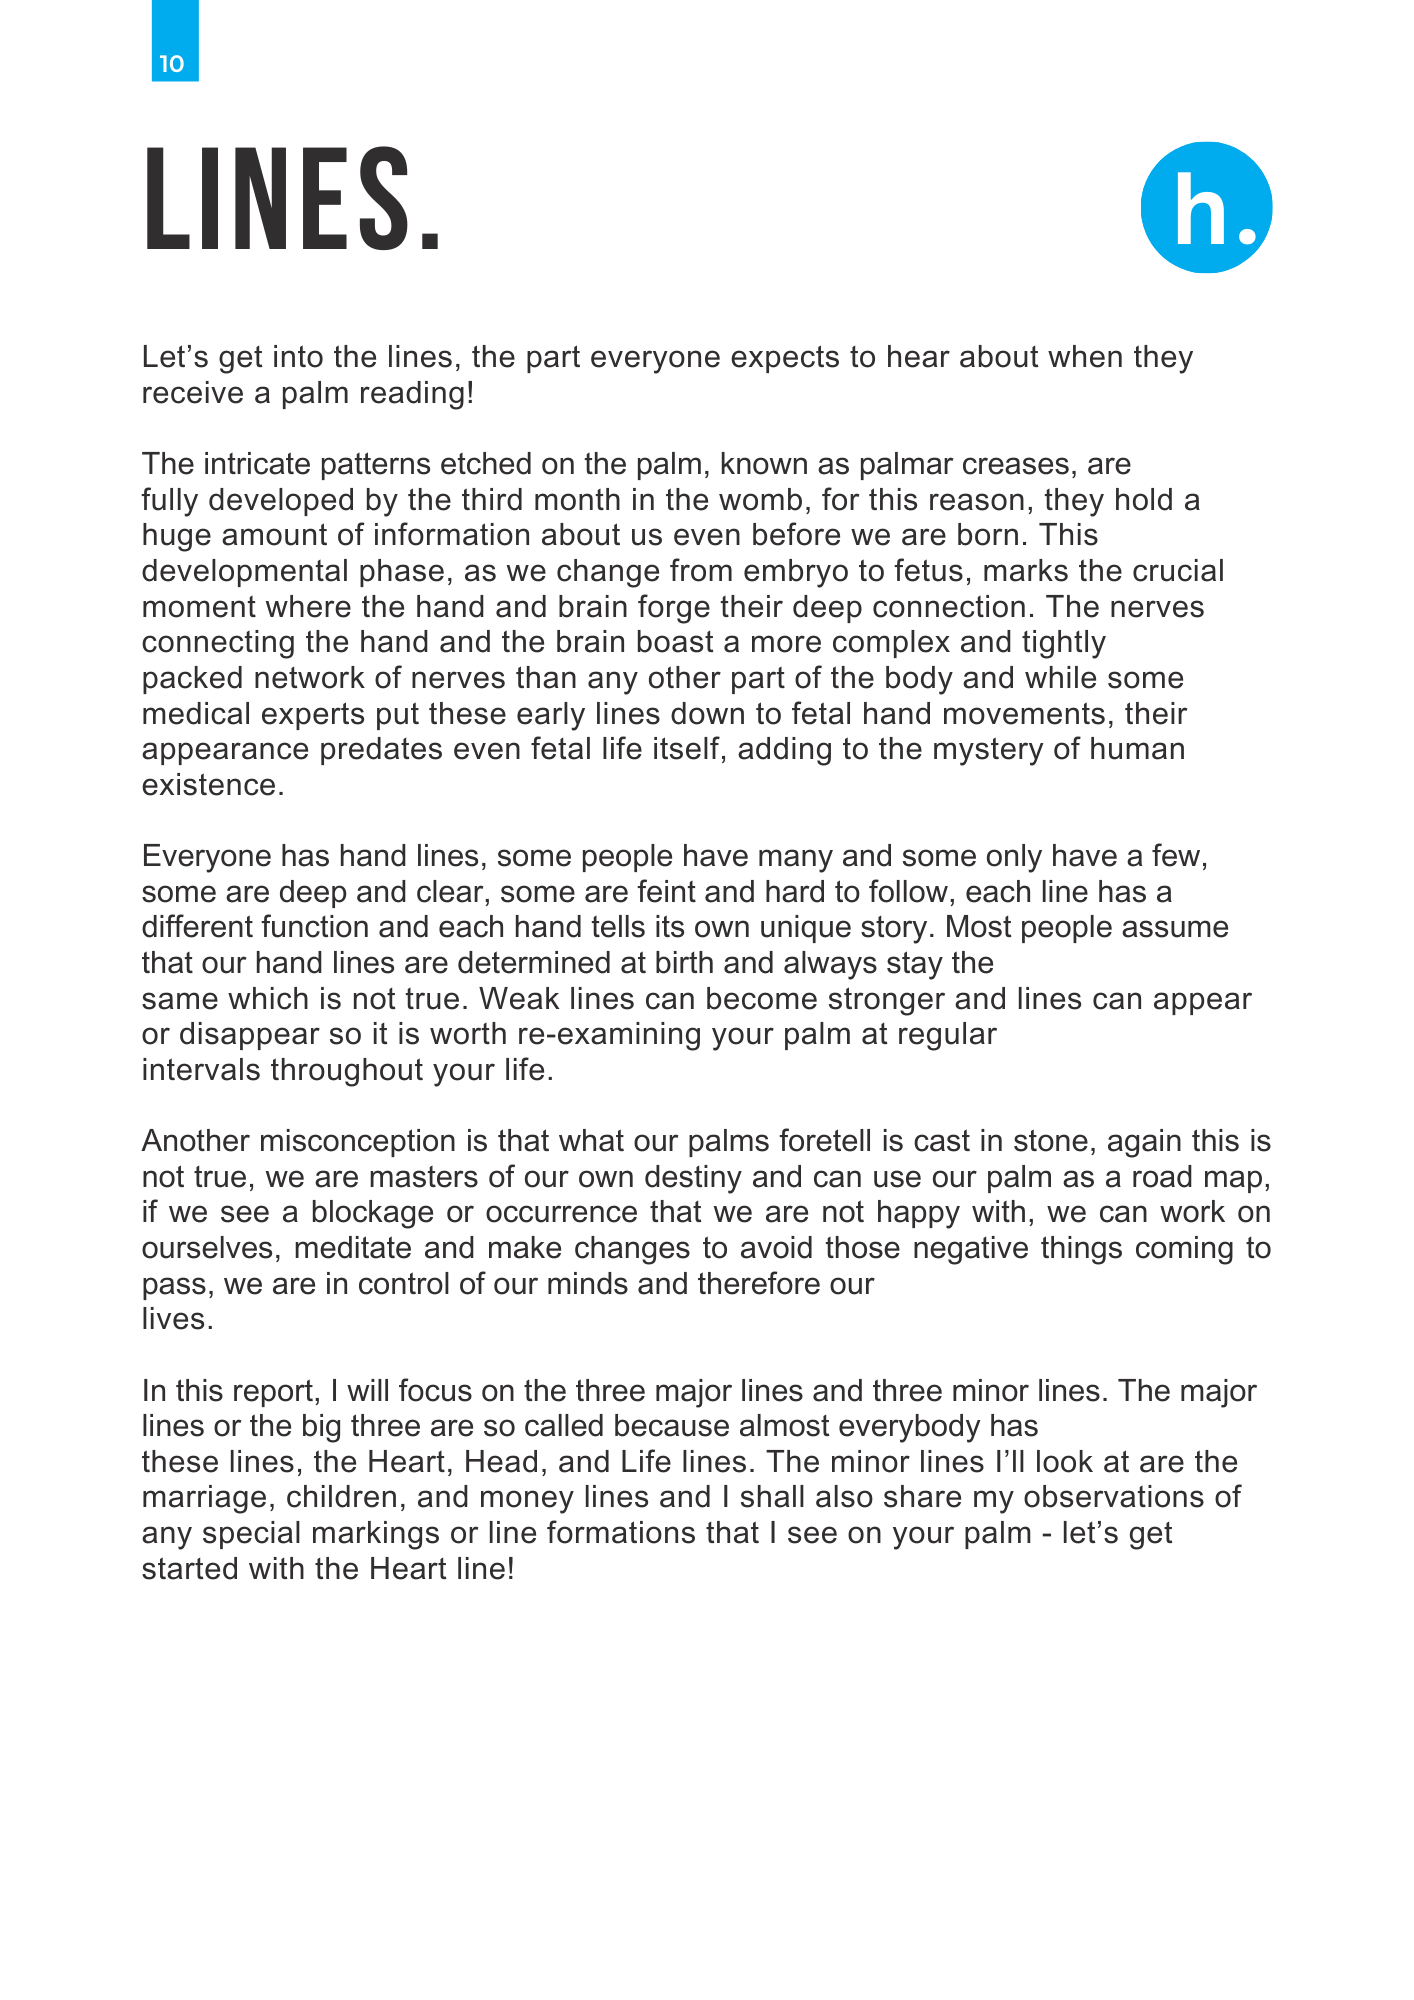 10
LINES.
h.
Let’s get into the lines, the part everyone expects to hear about when they
receive a palm reading!
The intricate patterns etched on the palm, known as palmar creases, are
fully developed by the third month in the womb, for this reason, they hold a
huge amount of information about us even before we are born. This
developmental phase, as we change from embryo to fetus, marks the crucial
moment where the hand and brain forge their deep connection. The nerves
connecting the hand and the brain boast a more complex and tightly
packed network of nerves than any other part of the body and while some
medical experts put these early lines down to fetal hand movements, their
appearance predates even fetal life itself, adding to the mystery of human
existence.
Everyone has hand lines, some people have many and some only have a few,
some are deep and clear, some are feint and hard to follow, each line has a
different function and each hand tells its own unique story. Most people assume
that our hand lines are determined at birth and always stay the
same which is not true. Weak lines can become stronger and lines can appear
or disappear so it is worth re-examining your palm at regular
intervals throughout your life.
Another misconception is that what our palms foretell is cast in stone, again this is
not true, we are masters of our own destiny and can use our palm as a road map,
if we see a blockage or occurrence that we are not happy with, we can work on
ourselves, meditate and make changes to avoid those negative things coming to
pass, we are in control of our minds and therefore our
lives.
In this report, I will focus on the three major lines and three minor lines. The major
lines or the big three are so called because almost everybody has
these lines, the Heart, Head, and Life lines. The minor lines I’ll look at are the
marriage, children, and money lines and I shall also share my observations of
any special markings or line formations that I see on your palm - let’s get
started with the Heart line!